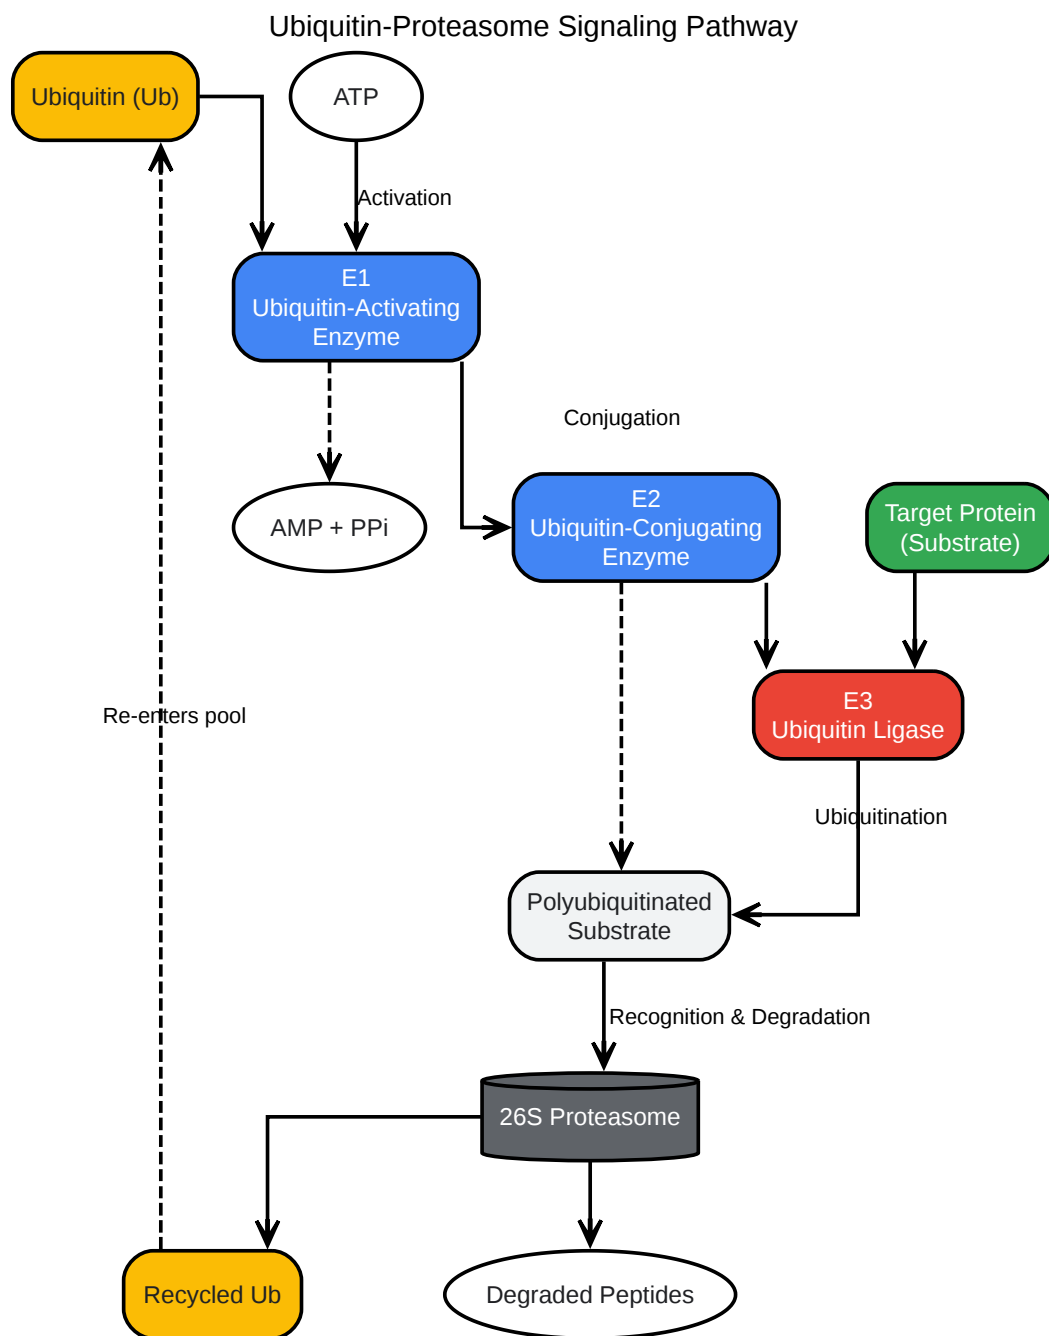 Ubiquitin-Proteasome Signaling Pathway
Ubiquitin (Ub)
ATP
Activation
E1
Ubiquitin-Activating
Enzyme
Conjugation
AMP + PPi
E2
Ubiquitin-Conjugating
Enzyme
Target Protein
(Substrate)
E3
Ubiquitin Ligase
Re-enters pool
Ubiquitination
Polyubiquitinated
Substrate
Recognition & Degradation
26S Proteasome
Recycled Ub
Degraded Peptides